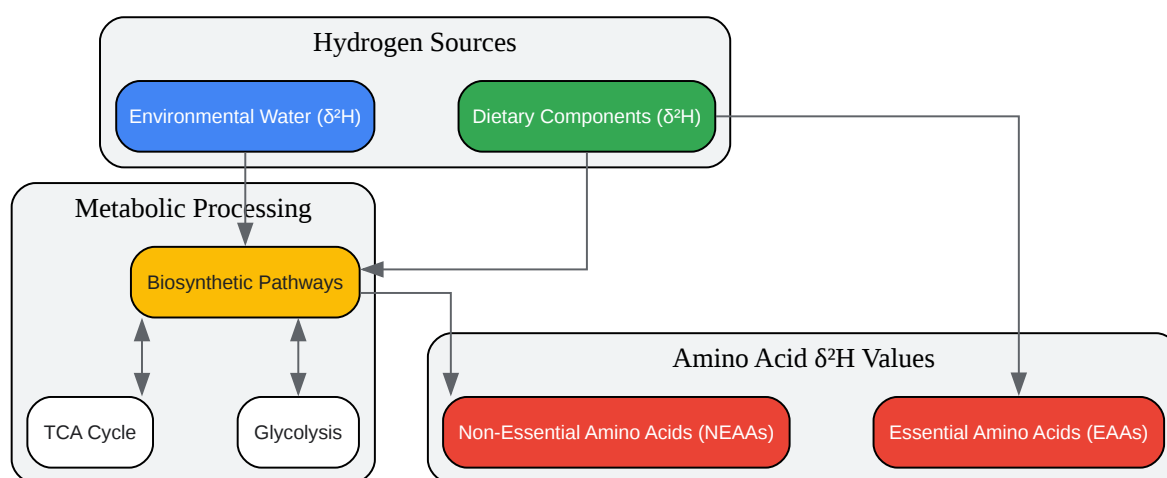 Hydrogen Sources
Environmental Water (δ²H)
Dietary Components (δ²H)
Metabolic Processing
Biosynthetic Pathways
TCA Cycle
Glycolysis
Amino Acid δ²H Values
Non-Essential Amino Acids (NEAAs)
Essential Amino Acids (EAAs)